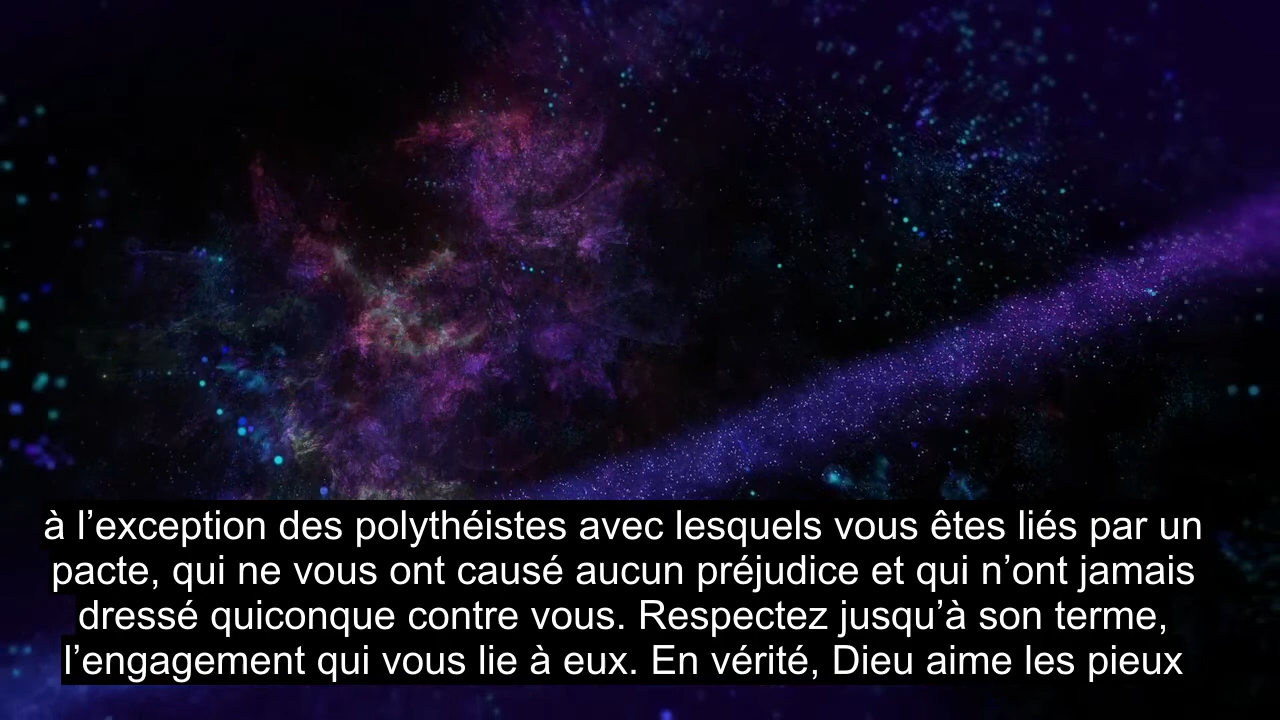 à l’exception des polythéistes avec lesquels vous êtes liés par un
pacte, qui ne vous ont causé aucun préjudice et qui n’ont jamais
dressé quiconque contre vous. Respectez jusqu’à son terme,
l’engagement qui vous lie à eux. En vérité, Dieu aime les pieux